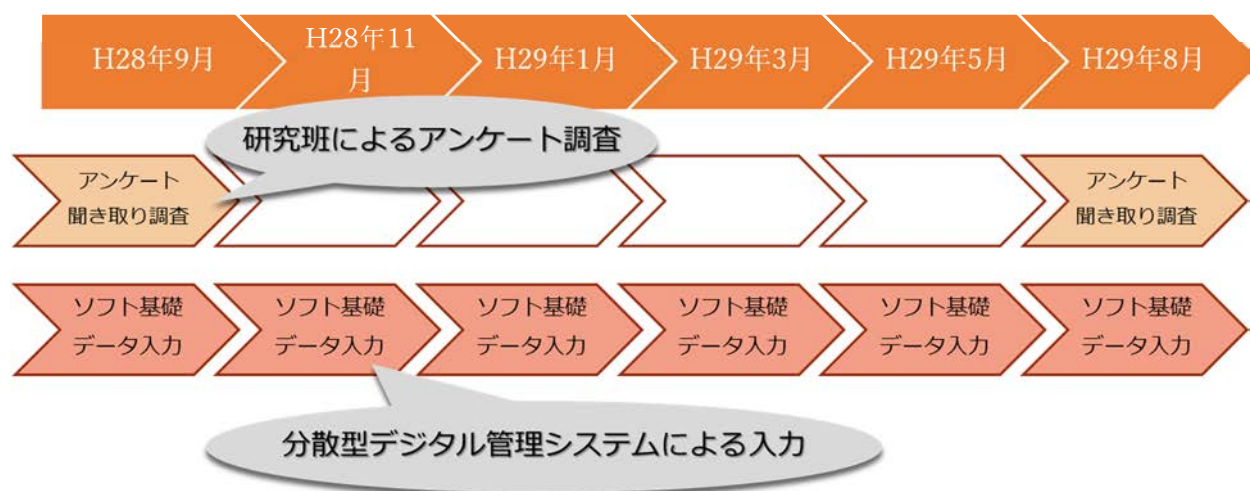 H28年9月
H28年11
月
H29年1月
H29年3月
H29年5月
H29年8月
研究班によるアンケート調査
アンケート
聞き取り調査
アンケート
聞き取り調査
ソフト基礎
データ入力
ソフト基礎
データ入力
ソフト基礎
データ入力
ソフト基礎
データ入力
ソフト基礎
データ入力
ソフト基礎
データ入力
分散型デジタル管理システムによる入力